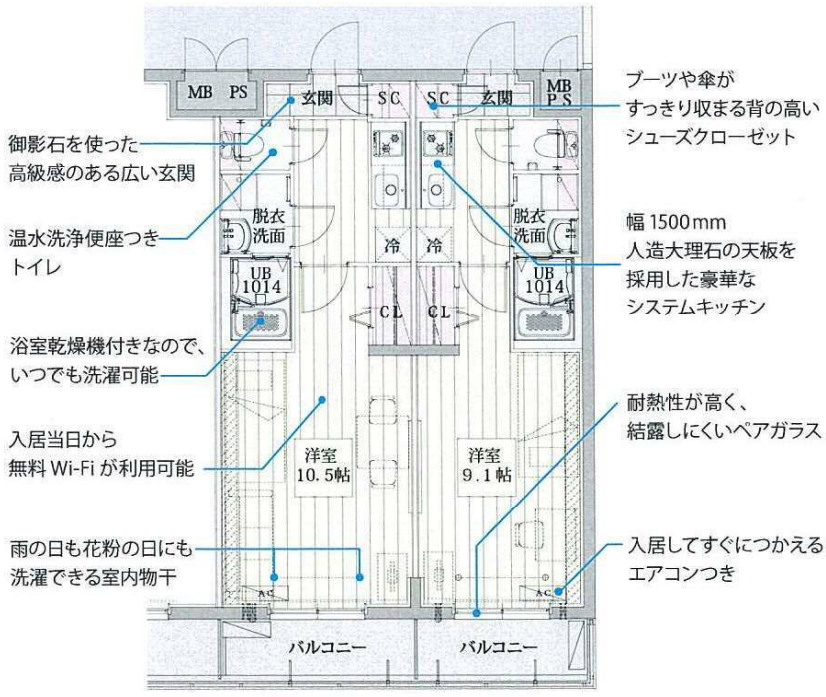 MB PS
玄関
SC
SC
玄関
MB
PS
御影石を使った
高級感のある広い玄関
温水洗浄便座つき
トイレ
浴室乾燥機付きなので、
いつでも洗濯可能
入居当日から
無料 Wi-Fi が利用可能
雨の日も花粉の日にも
洗濯できる室内物干
脱衣
洗面
冷
冷
脱衣
洗面
UB
1014
CL
CL
UB
1014
洋室
10.5帖
洋室
9.1帖
AC
AC
バルコニー
バルコニー
ブーツや傘が
すっきり収まる背の高い
シューズクローゼット
幅 1500mm
人造大理石の天板を
採用した豪華な
システムキッチン
耐熱性が高く、
結露しにくいペアガラス
入居してすぐにつかえる
エアコンつき